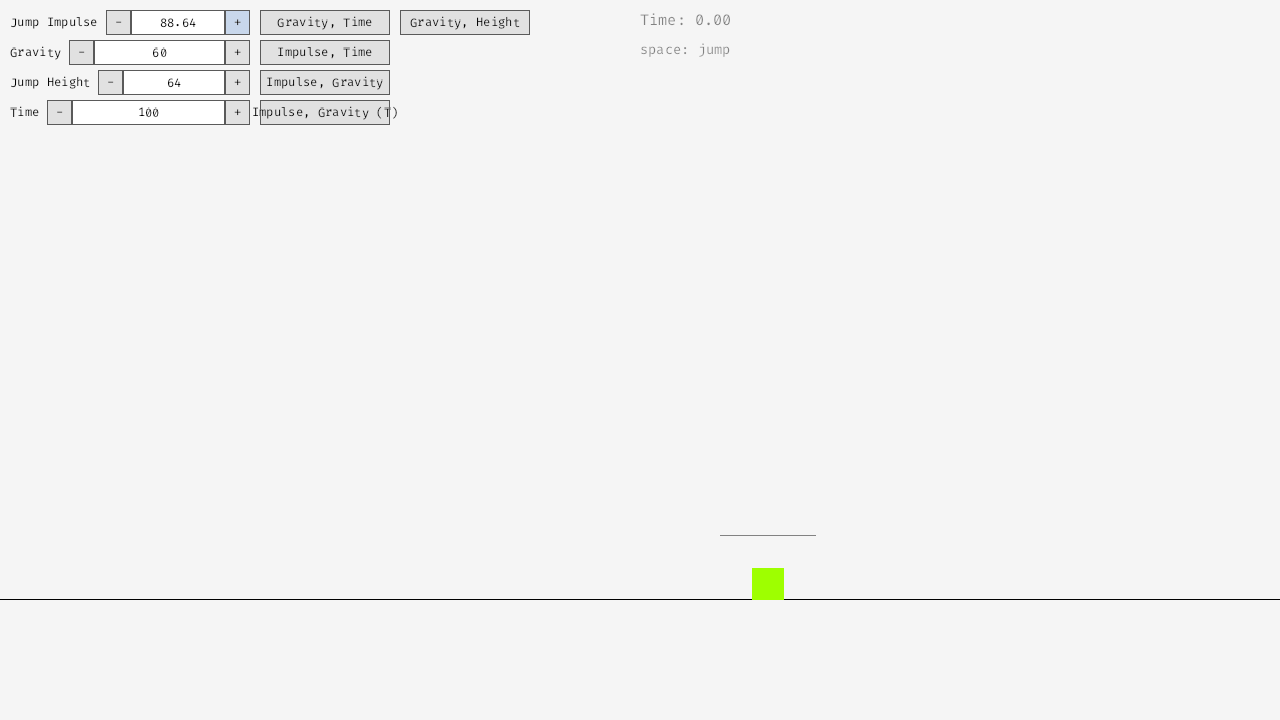 Jump Impulse - 88.64 + Gravity, Time Gravity, Height Time: 0.00
Gravity - 60 + Impulse, Time space: jump
Jump Height - 64 + Impulse, Gravity
Time - 100 + Impulse, Gravity (T)